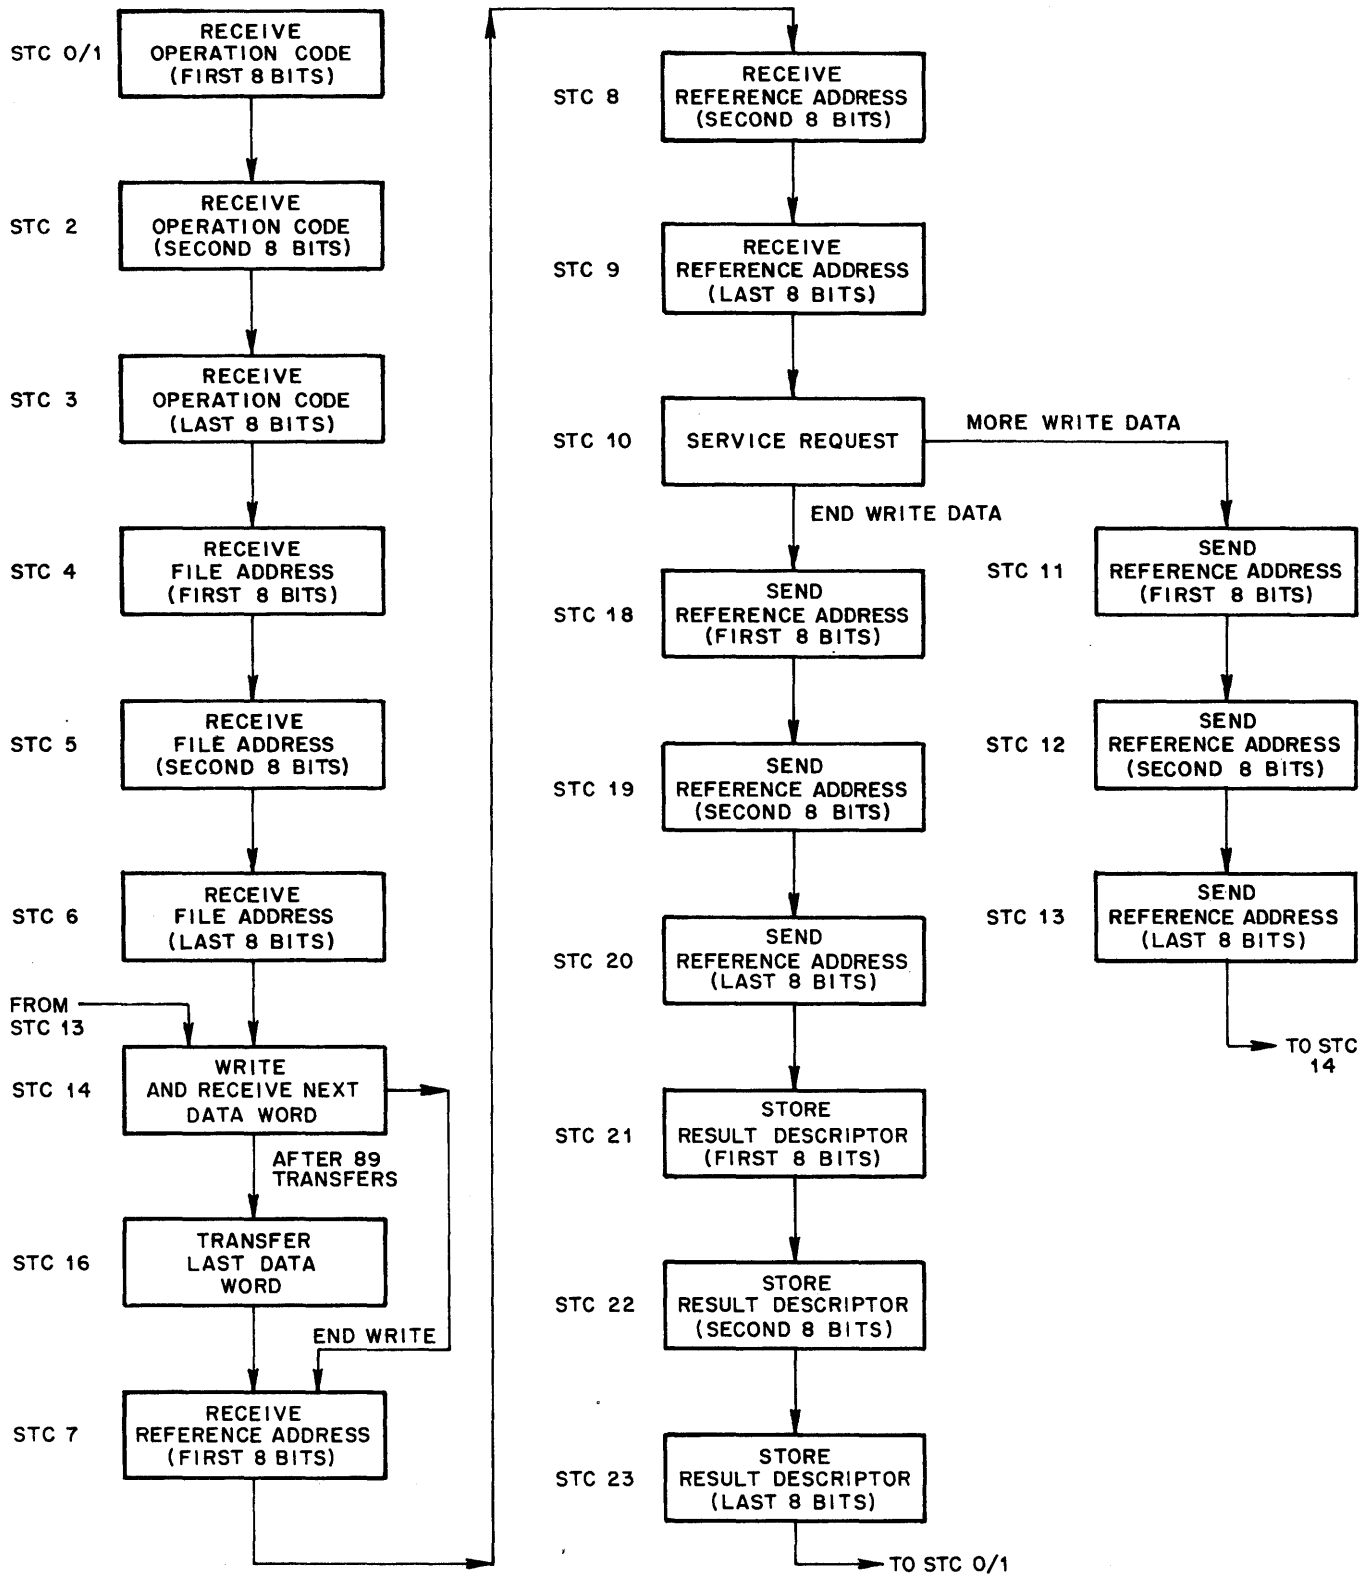 STC 0/1
RECEIVE
OPERATION CODE
(FIRST 8 BITS)
STC 2
RECEIVE
OPERATION CODE
(SECOND 8 BITS)
STC 3
RECEIVE
OPERATION CODE
(LAST 8 BITS)
STC 4
RECEIVE
FILE ADDRESS
(FIRST 8 BITS)
STC 5
RECEIVE
FILE ADDRESS
(SECOND 8 BITS)
STC 6
RECEIVE
FILE ADDRESS
(LAST 8 BITS)
FROM
STC 13
STC 14
WRITE
AND RECEIVE NEXT
DATA WORD
AFTER 89
TRANSFERS
STC 16
TRANSFER
LAST DATA
WORD
END WRITE
STC 7
RECEIVE
REFERENCE ADDRESS
(FIRST 8 BITS)
STC 8
RECEIVE
REFERENCE ADDRESS
(SECOND 8 BITS)
STC 9
RECEIVE
REFERENCE ADDRESS
(LAST 8 BITS)
STC 10
SERVICE REQUEST
MORE WRITE DATA
END WRITE DATA
STC 18
SEND
REFERENCE ADDRESS
(FIRST 8 BITS)
STC 19
SEND
REFERENCE ADDRESS
(SECOND 8 BITS)
STC 20
SEND
REFERENCE ADDRESS
(LAST 8 BITS)
STC 21
STORE
RESULT DESCRIPTOR
(FIRST 8 BITS)
STC 22
STORE
RESULT DESCRIPTOR
(SECOND 8 BITS)
STC 23
STORE
RESULT DESCRIPTOR
(LAST 8 BITS)
TO STC 0/1
STC 11
SEND
REFERENCE ADDRESS
(FIRST 8 BITS)
STC 12
SEND
REFERENCE ADDRESS
(SECOND 8 BITS)
STC 13
SEND
REFERENCE ADDRESS
(LAST 8 BITS)
TO STC
14